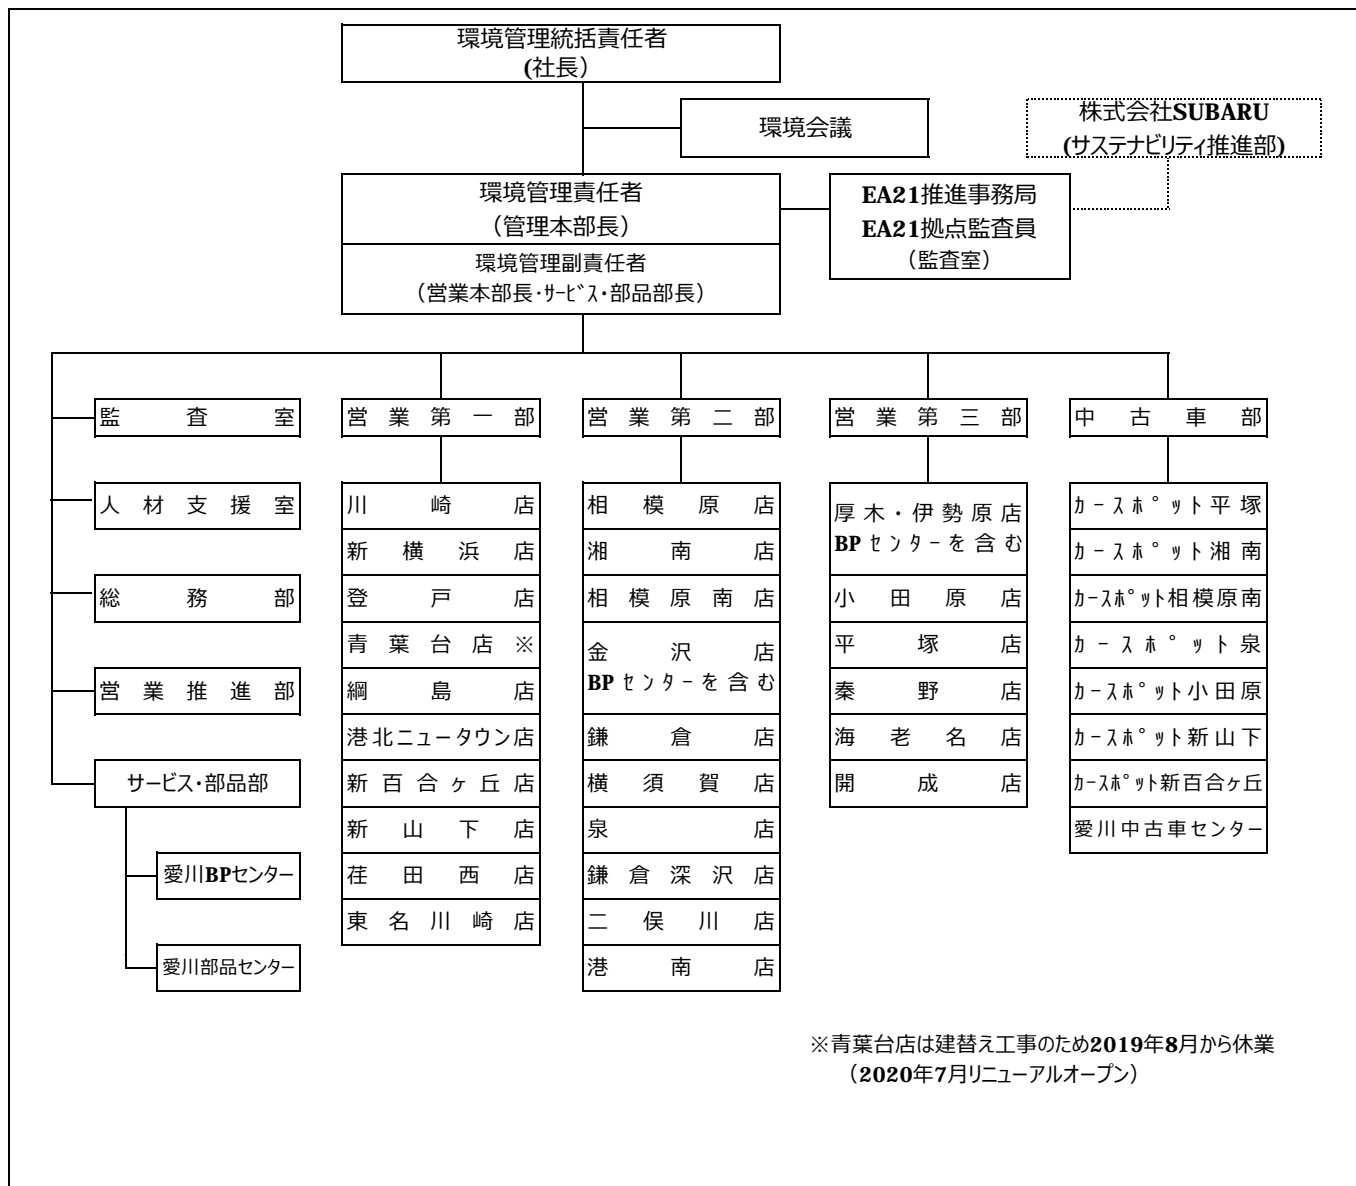 環境管理統括責任者
(社長）
環境会議
株式会社SUBARU
(サステナビリティ推進部)
環境管理責任者
（管理本部長）
EA21推進事務局
EA21拠点監査員
（監査室）
環境管理副責任者
（営業本部長・ｻｰﾋﾞｽ・部品部長）
監査室
人材支援室
総務部
営業推進部
サービス・部品部
愛川BPセンター
愛川部品センター
営業第一部
川崎店
新横浜店
登戸店
青葉台店※
綱島店
港北ニュータウン店
新百合ヶ丘店
新山下店
荏田西店
東名川崎店
営業第二部
相模原店
湘南店
相模原南店
金沢店
BPセンターを含む
鎌倉店
横須賀店
泉店
鎌倉深沢店
二俣川店
港南店
営業第三部
厚木・伊勢原店
BPセンターを含む
小田原店
平塚店
秦野店
海老名店
開成店
中古車部
ｶｰｽﾎﾟｯﾄ平塚
ｶｰｽﾎﾟｯﾄ湘南
ｶｰｽﾎﾟｯﾄ相模原南
ｶｰｽﾎﾟｯﾄ泉
ｶｰｽﾎﾟｯﾄ小田原
ｶｰｽﾎﾟｯﾄ新山下
ｶｰｽﾎﾟｯﾄ新百合ヶ丘
愛川中古車センター
※青葉台店は建替え工事のため2019年8月から休業
（2020年7月リニューアルオープン）